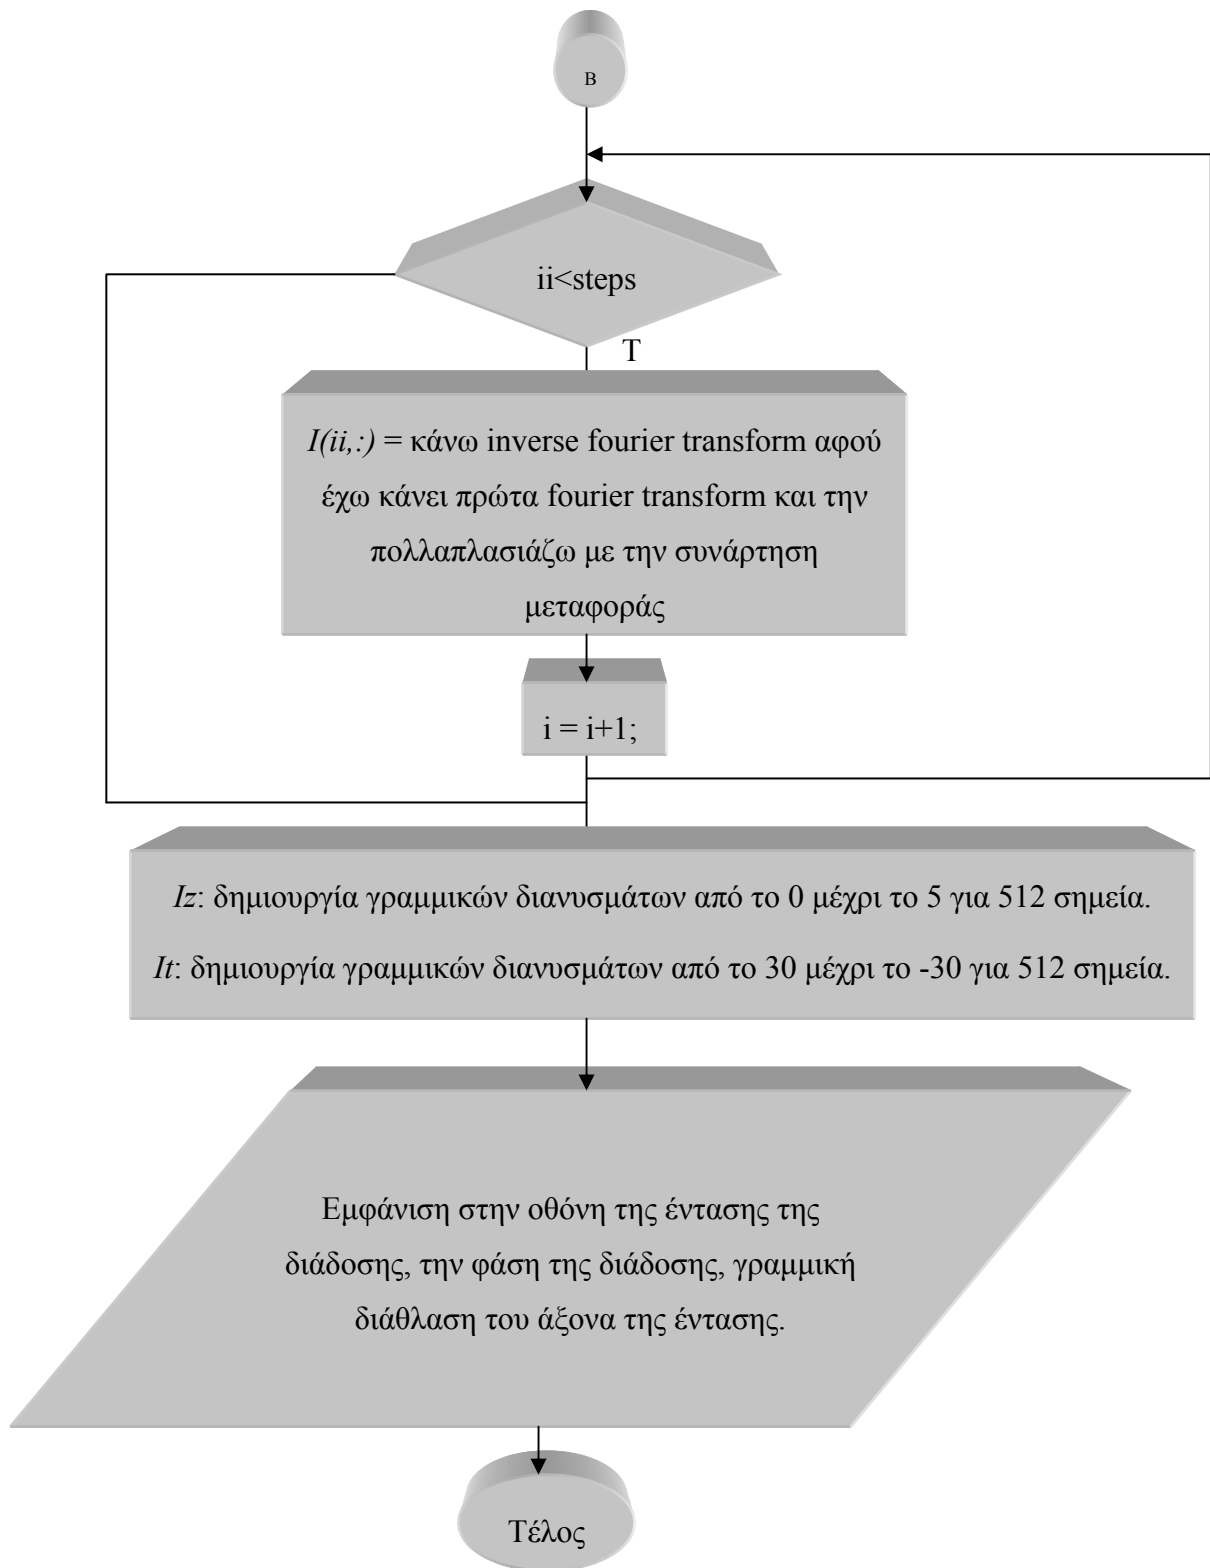 B
ii<steps
T
I(ii,:) = κάνω inverse fourier transform αφού
έχω κάνει πρώτα fourier transform και την
πολλαπλασιάζω με την συνάρτηση
μεταφοράς
i = i+1;
Iz: δημιουργία γραμμικών διανυσμάτων από το 0 μέχρι το 5 για 512 σημεία.
It: δημιουργία γραμμικών διανυσμάτων από το 30 μέχρι το -30 για 512 σημεία.
Εμφάνιση στην οθόνη της έντασης της
διάδοσης, την φάση της διάδοσης, γραμμική
διάθλαση του άξονα της έντασης.
Τέλος